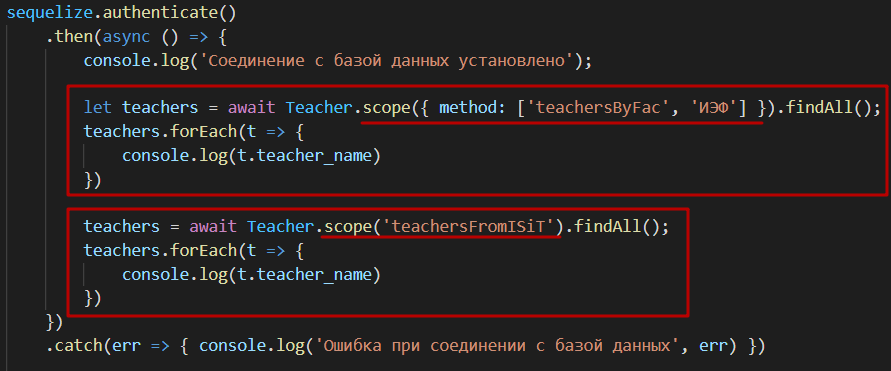 sequelize.authenticate()
.then(async () => {
console.log('Соединение с базой данных установлено');
let teachers = await Teacher.scope({ method: ['teachersByFac', 'ИЭФ'] }).findAll();
teachers.forEach(t => {
console.log(t.teacher_name)
})
teachers = await Teacher.scope('teachersFromISiT').findAll();
teachers.forEach(t => {
console.log(t.teacher_name)
})
})
.catch(err => { console.log('Ошибка при соединении с базой данных', err) })